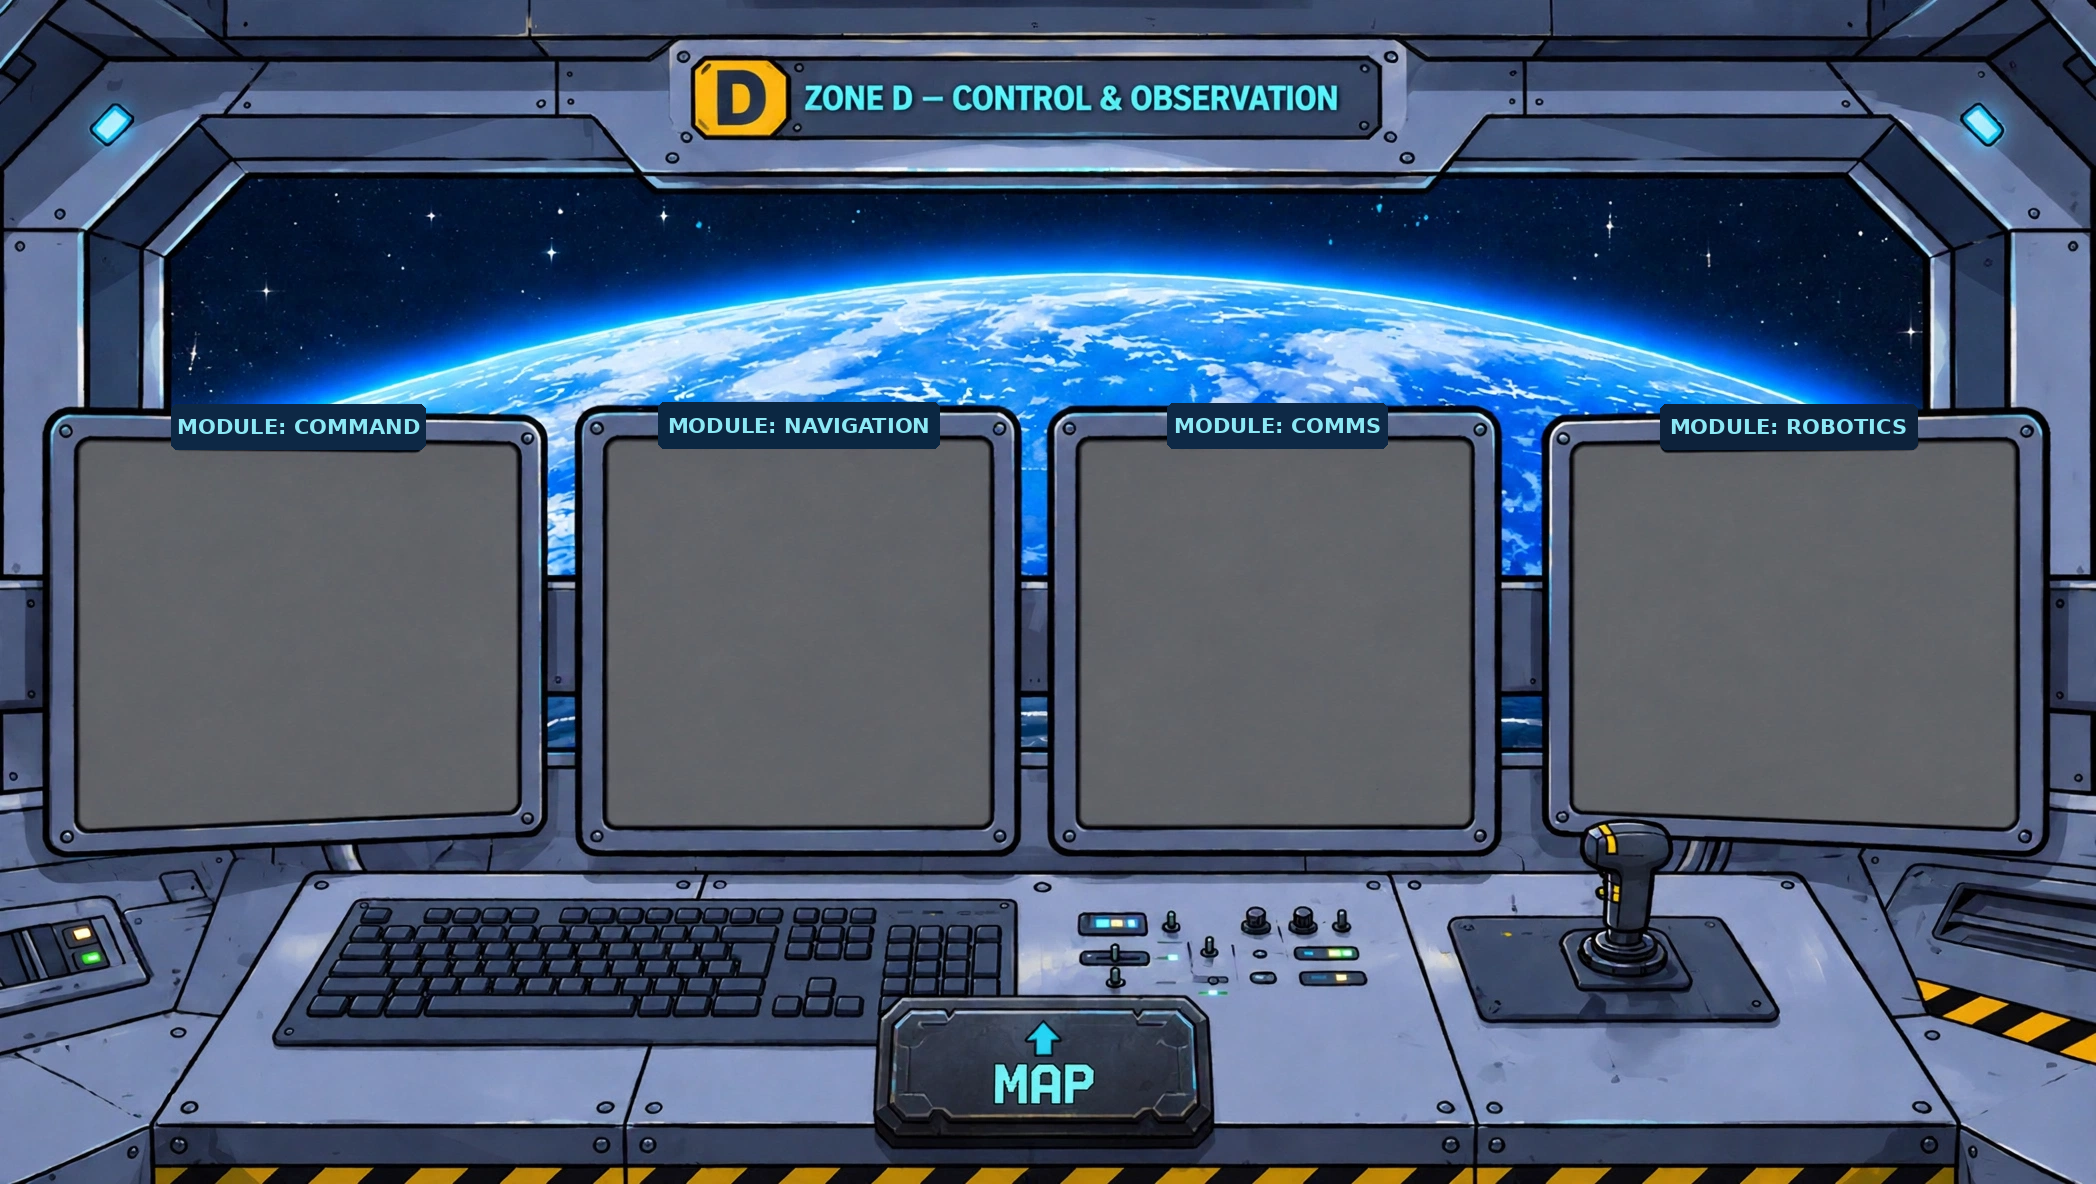 D
ZONE D – CONTROL & OBSERVATION
MODULE: COMMAND
MODULE: NAVIGATION
MODULE: COMMS
MODULE: ROBOTICS
MAP